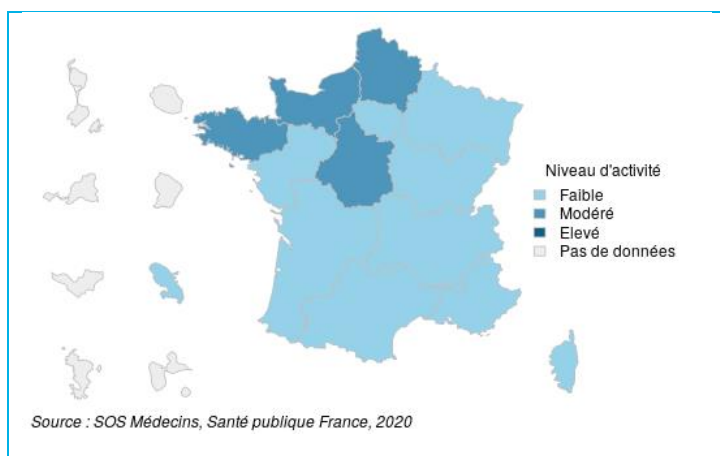 Niveau d'activité
Faible
Modéré
Elevé
Pas de données
Source : SOS Médecins, Santé publique France, 2020